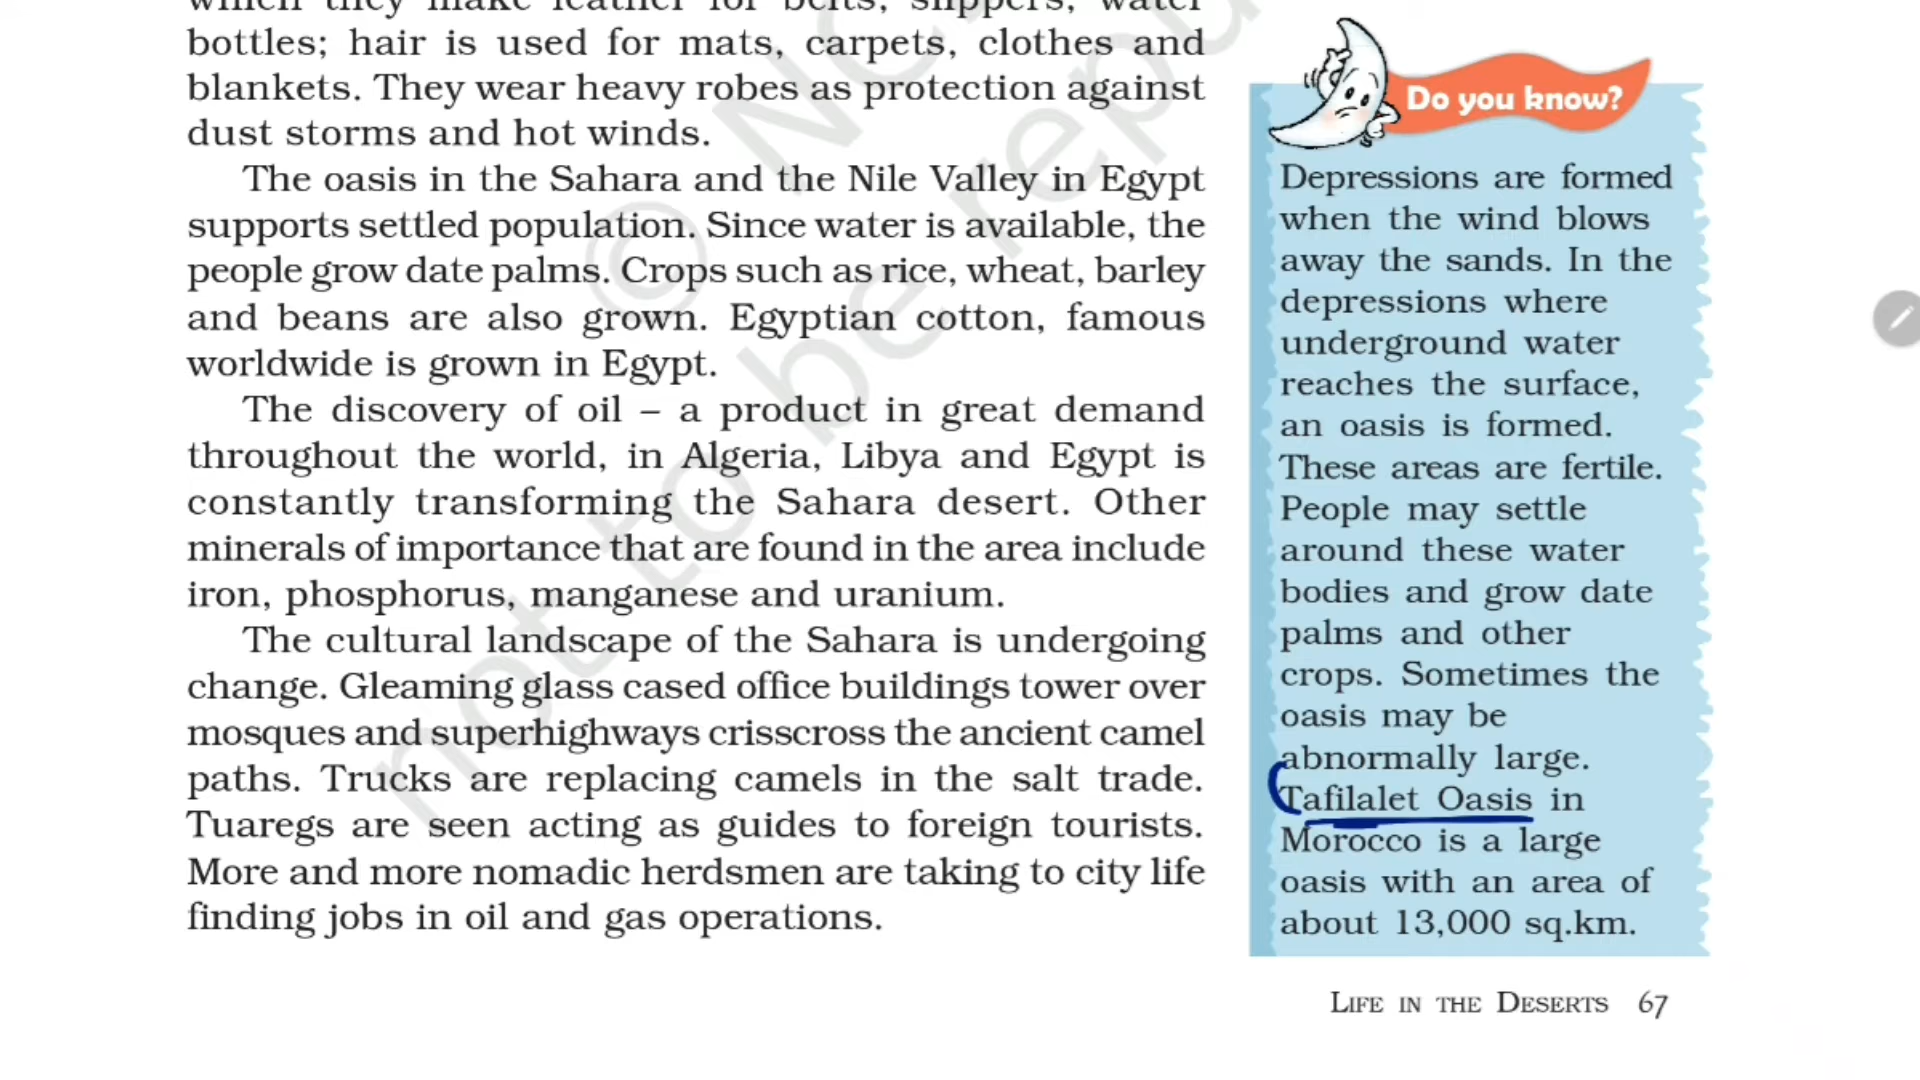 bottles; hair is used for mats, carpets, clothes and
blankets. They wear heavy robes as protection against
dust storms and hot winds.
The oasis in the Sahara and the Nile Valley in Egypt
supports settled population. Since water is available, the
people grow date palms. Crops such as rice, wheat, barley
and beans are also grown. Egyptian cotton, famous
worldwide is grown in Egypt.
The discovery of oil – a product in great demand
throughout the world, in Algeria, Libya and Egypt is
constantly transforming the Sahara desert. Other
minerals of importance that are found in the area include
iron, phosphorus, manganese and uranium.
The cultural landscape of the Sahara is undergoing
change. Gleaming glass cased office buildings tower over
mosques and superhighways crisscross the ancient camel
paths. Trucks are replacing camels in the salt trade.
Tuaregs are seen acting as guides to foreign tourists.
More and more nomadic herdsmen are taking to city life
finding jobs in oil and gas operations.
Do you know?
Depressions are formed
when the wind blows
away the sands. In the
depressions where
underground water
reaches the surface,
an oasis is formed.
These areas are fertile.
People may settle
around these water
bodies and grow date
palms and other
crops. Sometimes the
oasis may be
abnormally large.
Tafilalet Oasis in
Morocco is a large
oasis with an area of
about 13,000 sq.km.
LIFE IN THE DESERTS 67
© NC
not to be repu